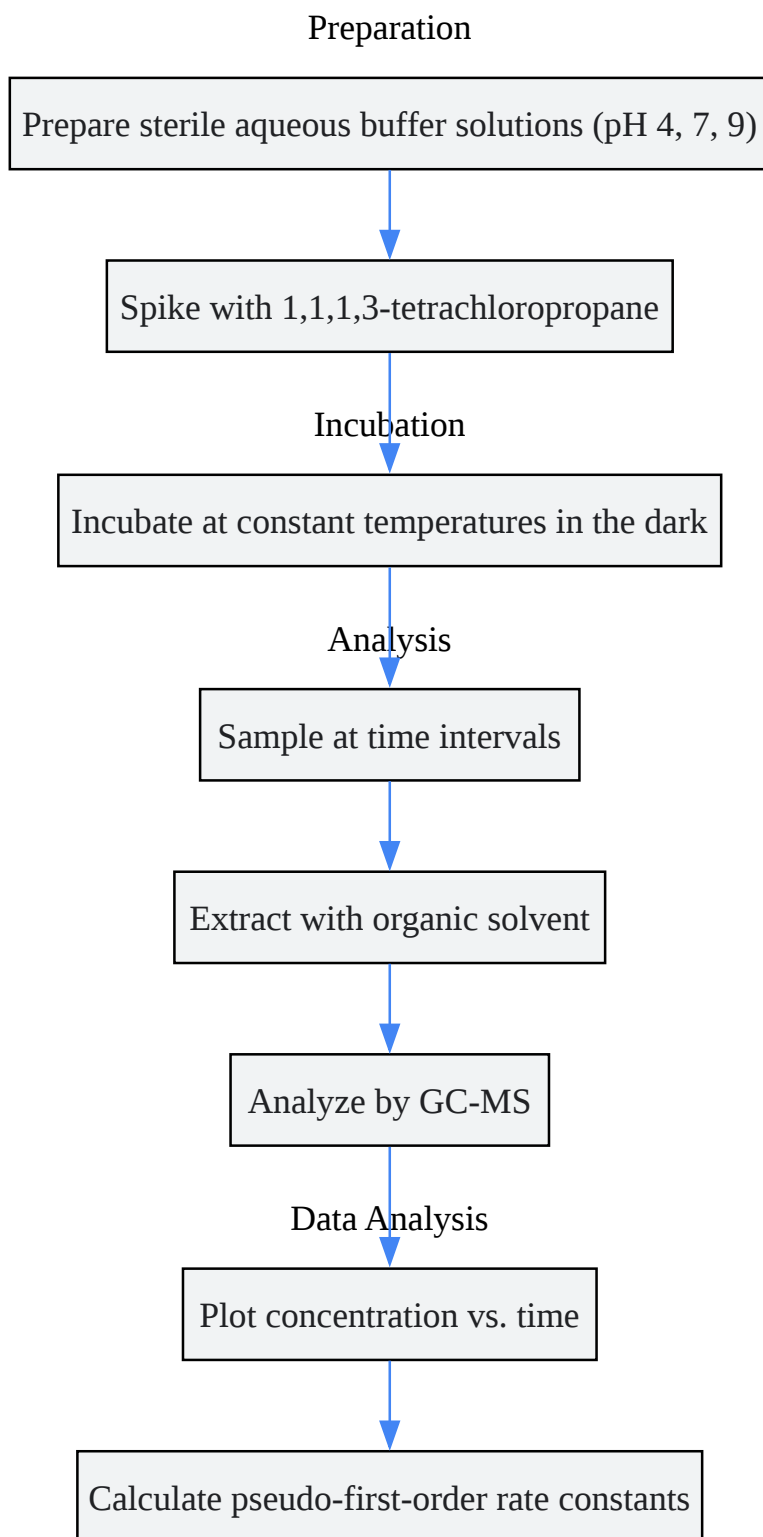 Preparation
Prepare sterile aqueous buffer solutions (pH 4, 7, 9)
Spike with 1,1,1,3-tetrachloropropane
Incubation
Incubate at constant temperatures in the dark
Analysis
Sample at time intervals
Extract with organic solvent
Analyze by GC-MS
Data Analysis
Plot concentration vs. time
Calculate pseudo-first-order rate constants